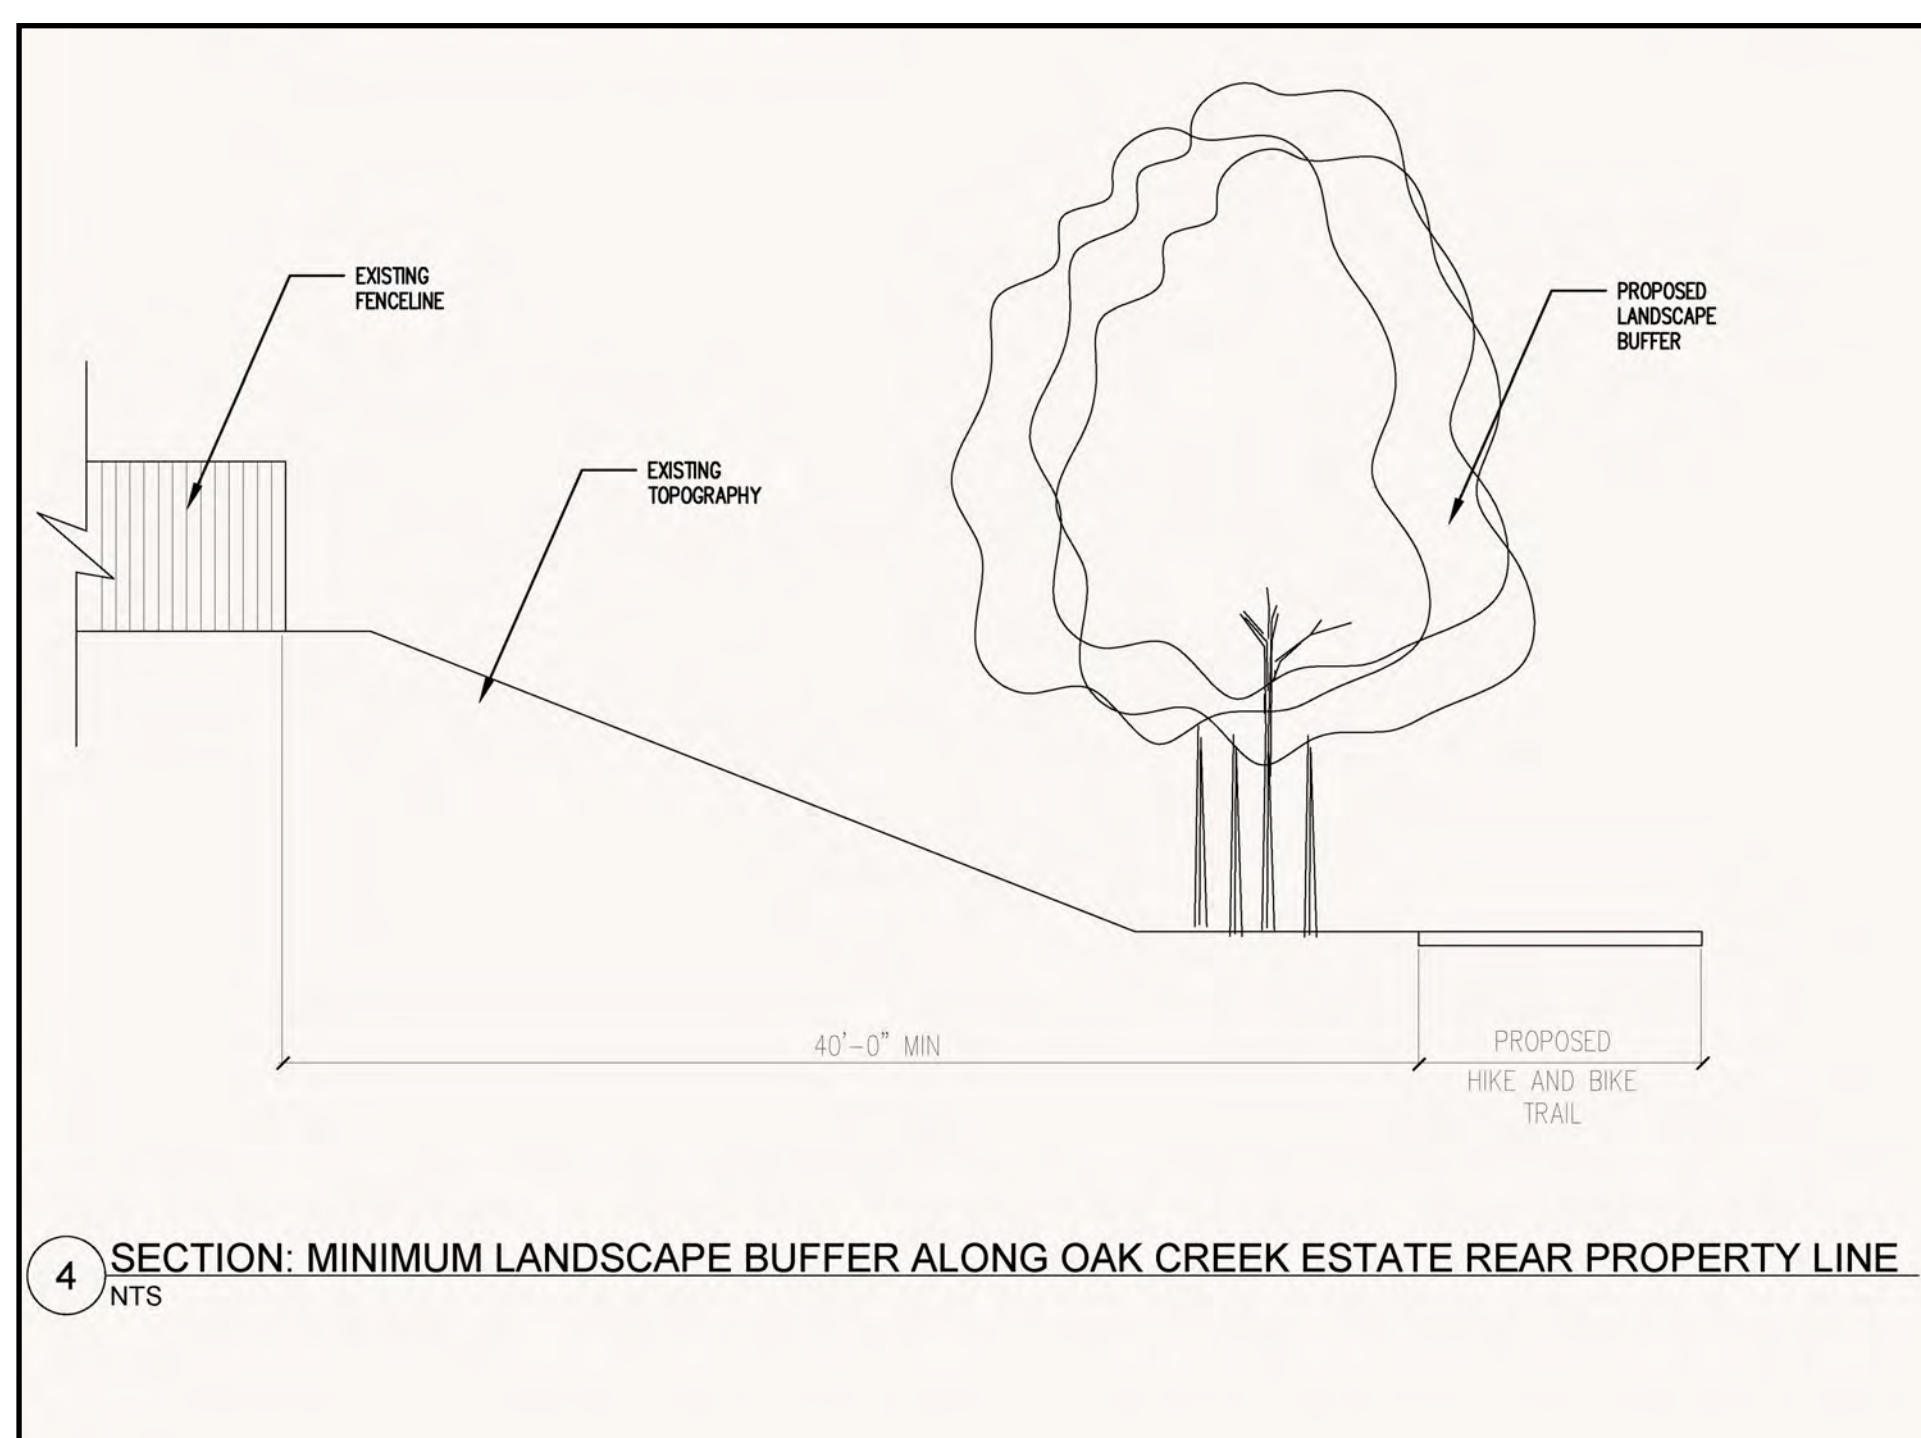 EXISTING
FENCELINE
PROPOSED
LANDSCAPE
BUFFER
EXISTING
TOPOGRAPHY
40'-0" MIN
PROPOSED
HIKE AND BIKE
TRAIL
4 SECTION: MINIMUM LANDSCAPE BUFFER ALONG OAK CREEK ESTATE REAR PROPERTY LINE
NTS